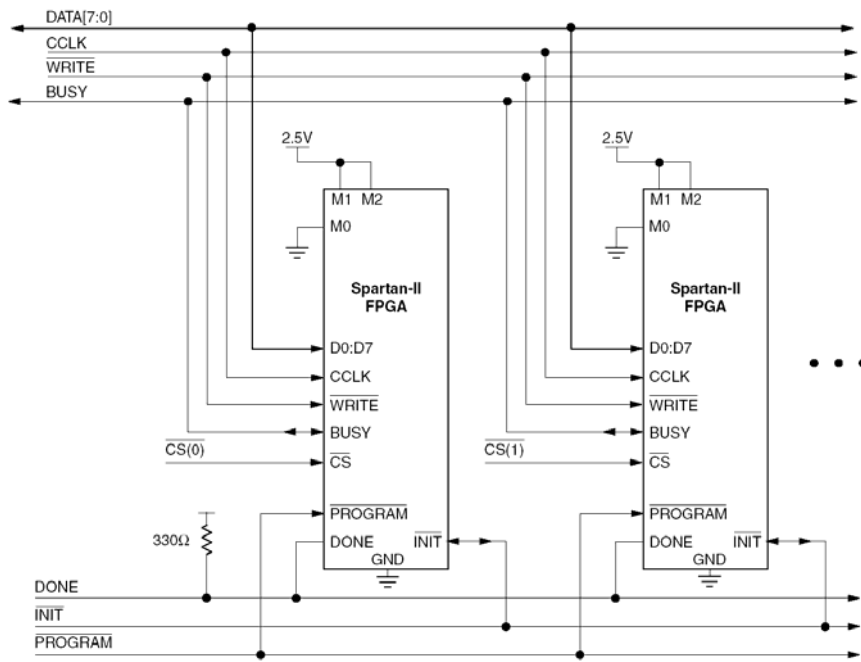 DATA[7:0]
CCLK
WRITE
BUSY
2.5V
2.5V
M1 M2
M1 M2
M0
M0
Spartan-II
FPGA
Spartan-II
FPGA
D0:D7
D0:D7
CCLK
CCLK
WRITE
WRITE
BUSY
BUSY
CS(0)
CS
CS(1)
CS
PROGRAM
PROGRAM
330Ω
DONE INIT
DONE INIT
GND
GND
DONE
INIT
PROGRAM